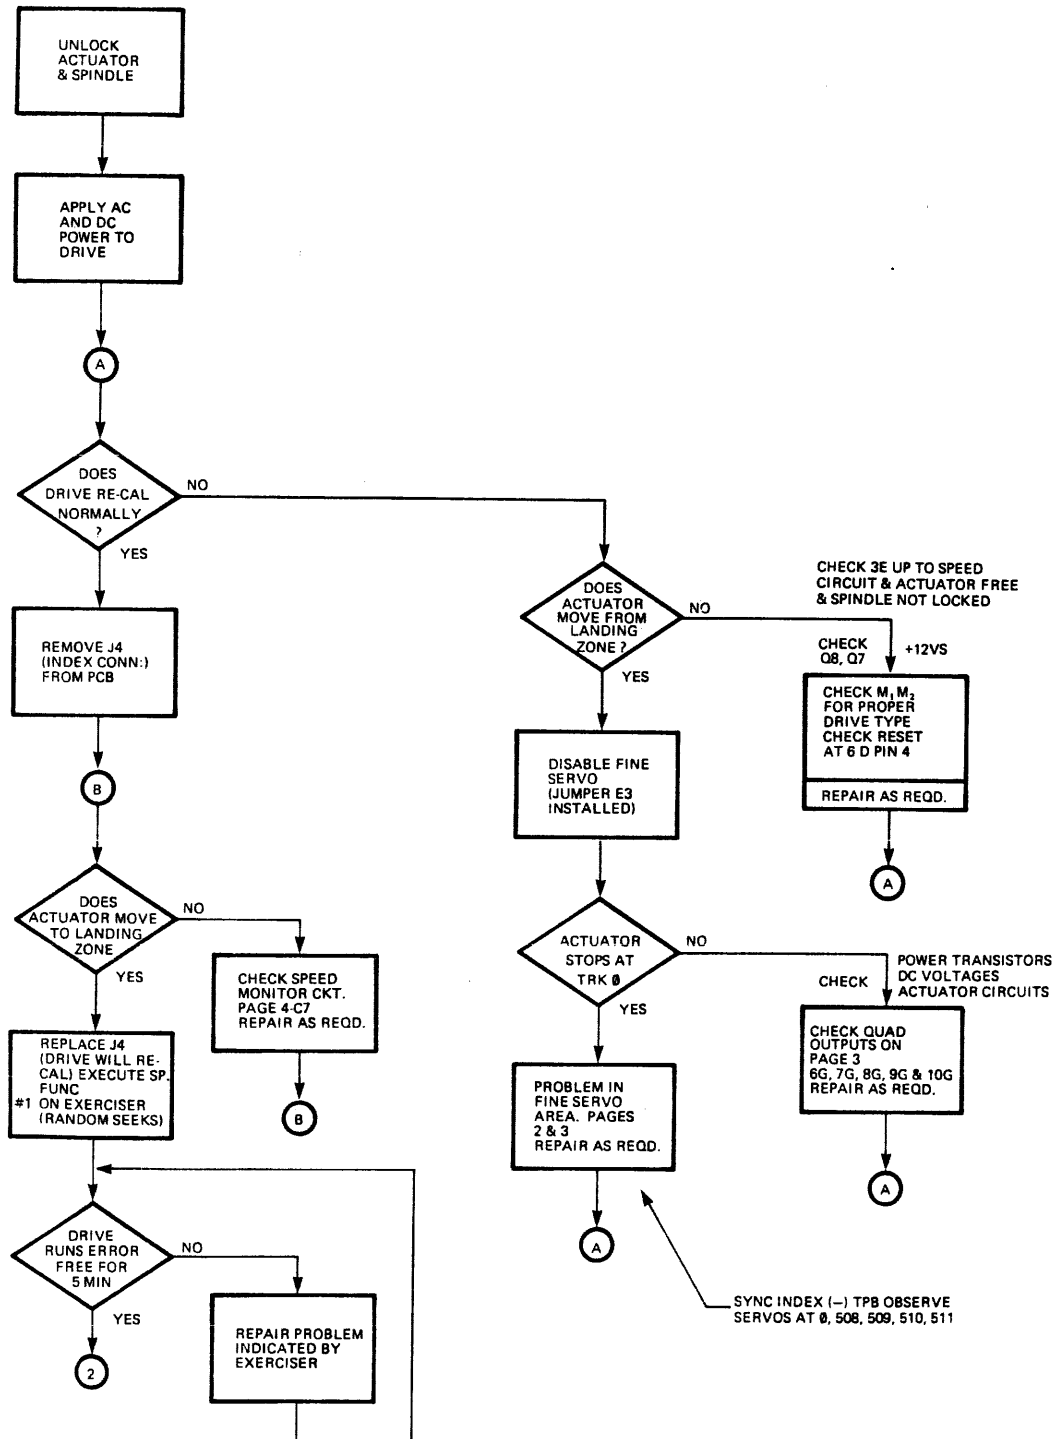 UNLOCK
ACTUATOR
& SPINDLE
APPLY AC
AND DC
POWER TO
DRIVE
A
DOES
DRIVE RE-CAL
NORMALLY
?
NO
YES
REMOVE J4
(INDEX CONN:)
FROM PCB
B
DOES
ACTUATOR MOVE
TO LANDING
ZONE
NO
YES
CHECK SPEED
MONITOR CKT.
PAGE 4-C7
REPAIR AS REQD.
B
REPLACE J4
(DRIVE WILL RE-
CAL) EXECUTE SP.
FUNC
#1 ON EXERCISER
(RANDOM SEEKS)
DRIVE
RUNS ERROR
FREE FOR
5 MIN
NO
YES
2
REPAIR PROBLEM
INDICATED BY
EXERCISER
DOES
ACTUATOR
MOVE FROM
LANDING
ZONE ?
NO
YES
CHECK 3E UP TO SPEED
CIRCUIT & ACTUATOR FREE
& SPINDLE NOT LOCKED
CHECK
Q8, Q7
+12VS
CHECK M₁ M₂
FOR PROPER
DRIVE TYPE
CHECK RESET
AT 6 D PIN 4
REPAIR AS REQD.
A
DISABLE FINE
SERVO
(JUMPER E3
INSTALLED)
ACTUATOR
STOPS AT
TRK 0
NO
YES
CHECK
POWER TRANSISTORS
DC VOLTAGES
ACTUATOR CIRCUITS
CHECK QUAD
OUTPUTS ON
PAGE 3
6G, 7G, 8G, 9G & 10G
REPAIR AS REQD.
A
PROBLEM IN
FINE SERVO
AREA. PAGES
2 & 3
REPAIR AS REQD.
A
SYNC INDEX (–) TPB OBSERVE
SERVOS AT 0, 508, 509, 510, 511